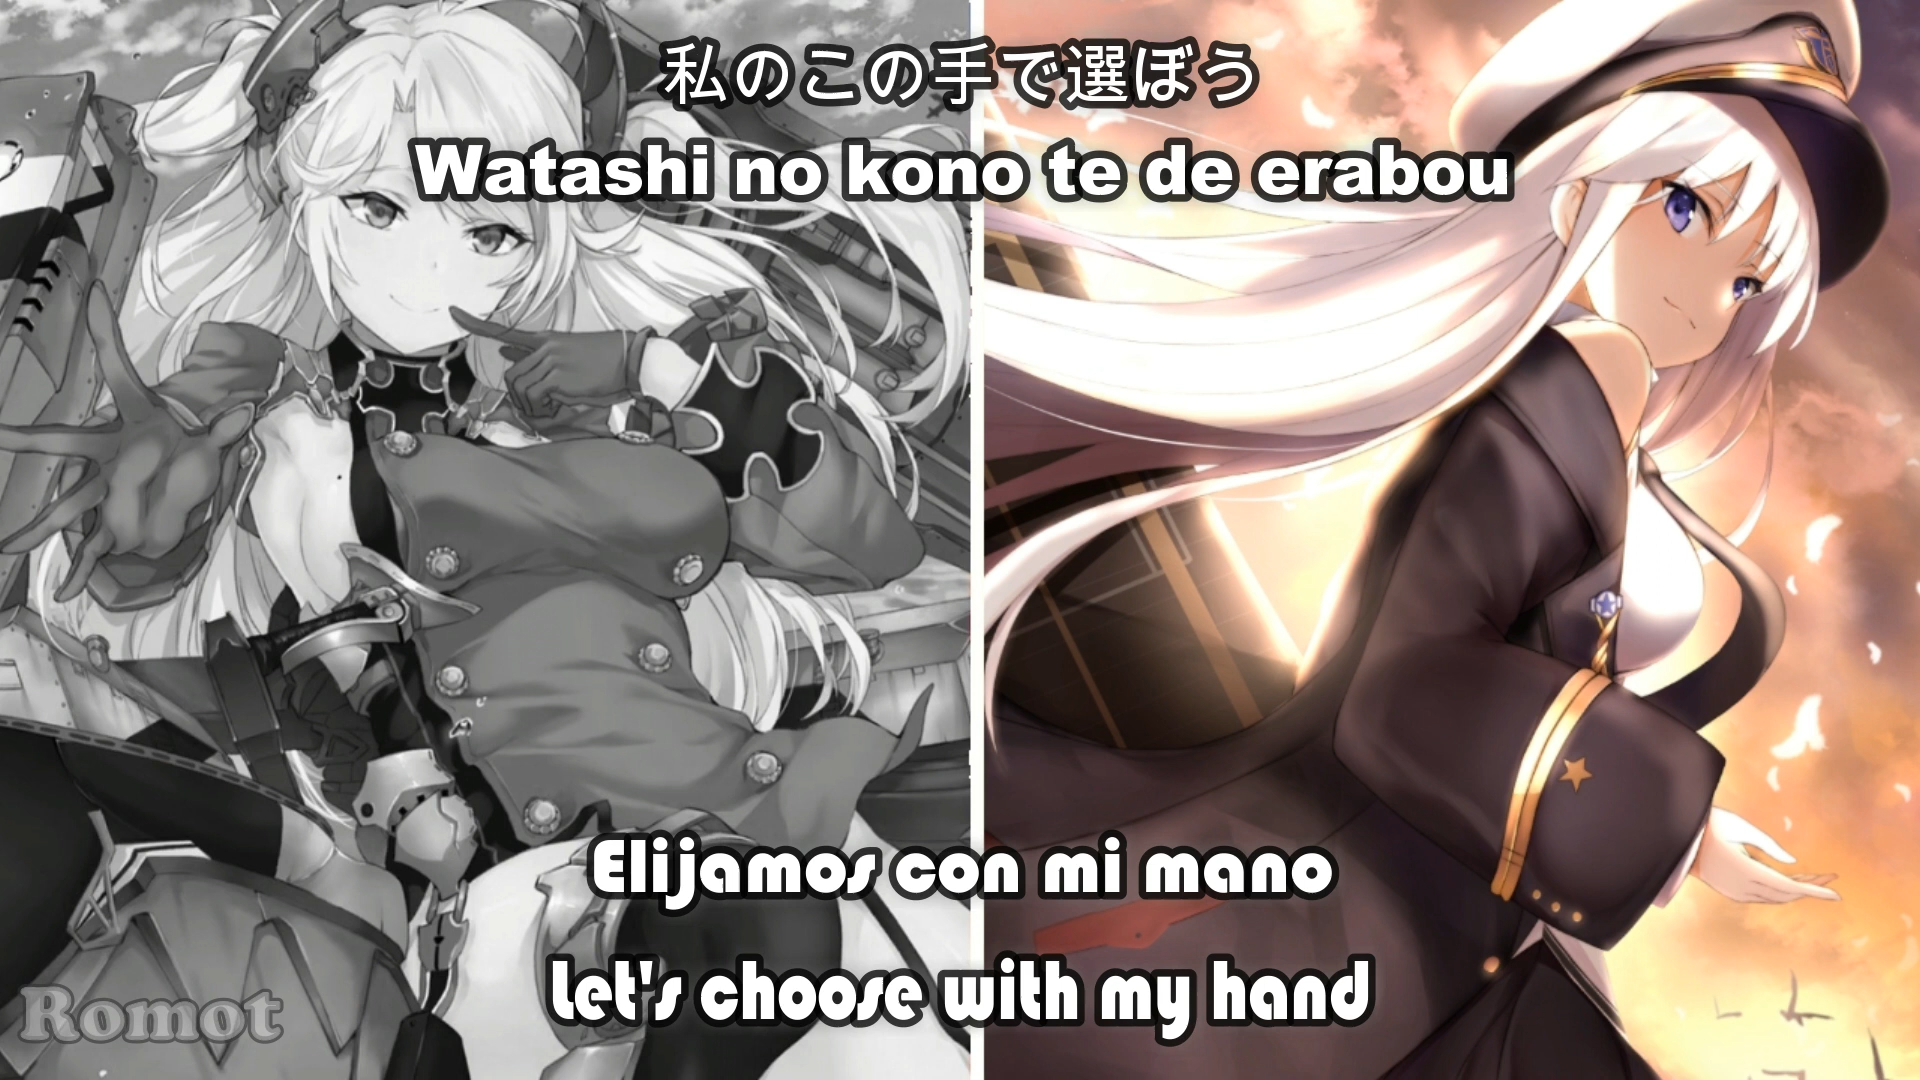 私のこの手で選ぼう
Watashi no kono te de erabou
Elijamos con mi mano
Let's choose with my hand
Romot